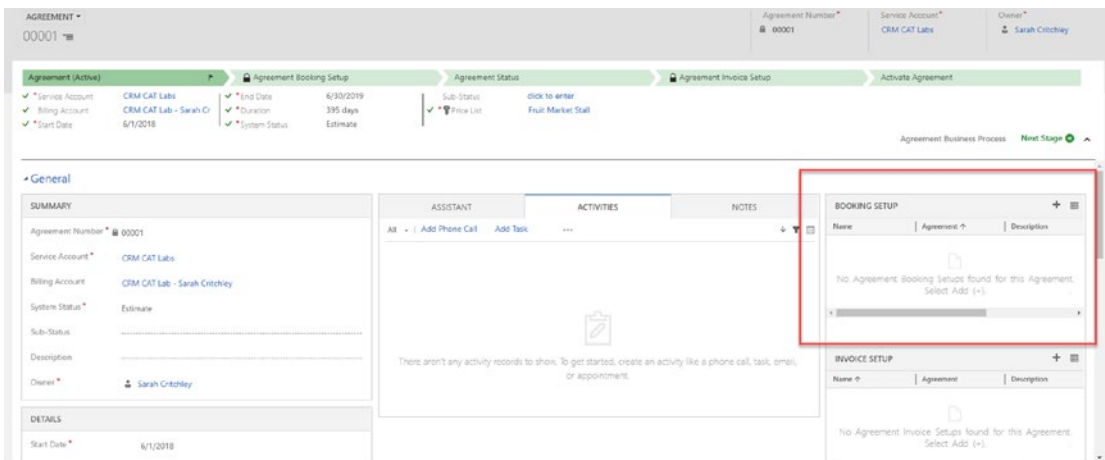 AGREEMENT
00001
Agreement Number* Service Account* Owner*
00001 CRM CAT Labs Sarah Critchley
Agreement (Active) Agreement Booking Setup Agreement Status Agreement Invoice Setup Activate Agreement
*Service Account CRM CAT Labs *End Date 6/30/2019 Sub-Status click to enter
Billing Account CRM CAT Lab - Sarah Cr *Duration 395 days *Price List Fruit Market Stall
*Start Date 6/1/2018 *System Status Estimate
Agreement Business Process Next Stage
General
SUMMARY
Agreement Number* 00001
Service Account* CRM CAT Labs
Billing Account CRM CAT Lab - Sarah Critchley
System Status* Estimate
Sub-Status
Description
Owner* Sarah Critchley
DETAILS
Start Date* 6/1/2018
ASSISTANT ACTIVITIES NOTES
All Add Phone Call Add Task ...
There aren't any activity records to show. To get started, create an activity like a phone call, task, email,
or appointment.
BOOKING SETUP
Name Agreement ↑ Description
No Agreement Booking Setups found for this Agreement.
Select Add (+).
INVOICE SETUP
Name ↑ Agreement Description
No Agreement Invoice Setups found for this Agreement.
Select Add (+).